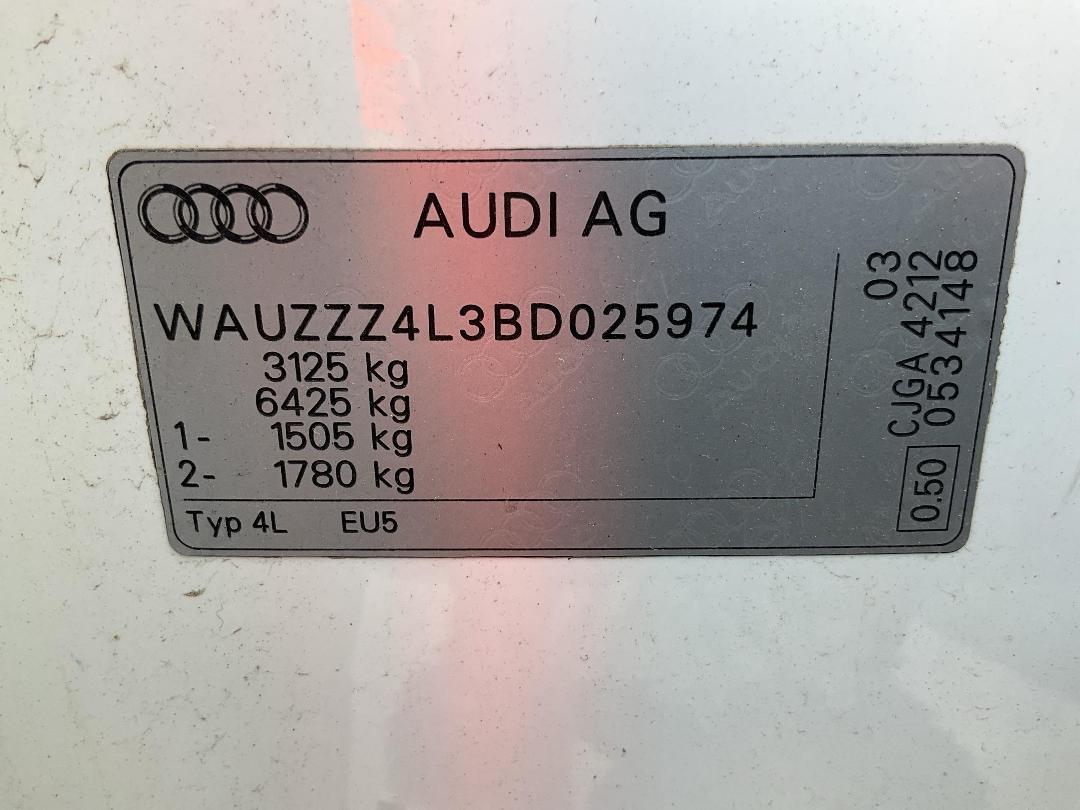 AUDI AG
WAUZZZ4L3BD025974
3125 kg
6425 kg
1- 1505 kg
2- 1780 kg
Typ 4L EU5
0.50
CJGA 4212 03
0534148